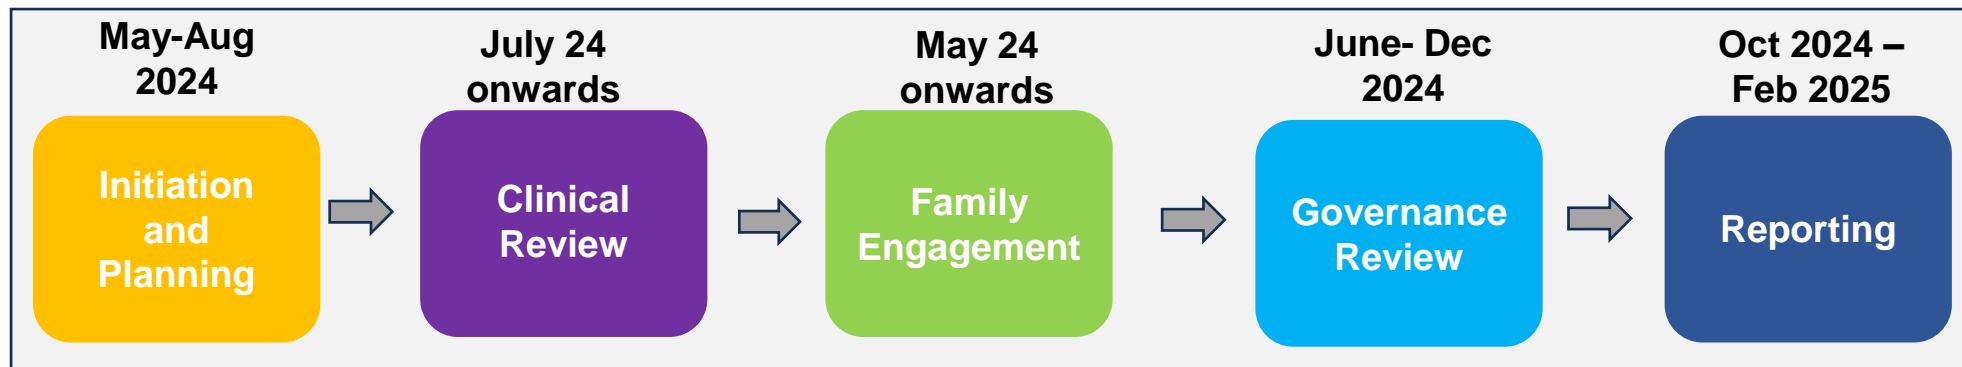 May-Aug
2024
Initiation
and
Planning
July 24
onwards
Clinical
Review
May 24
onwards
Family
Engagement
June- Dec
2024
Governance
Review
Oct 2024 –
Feb 2025
Reporting